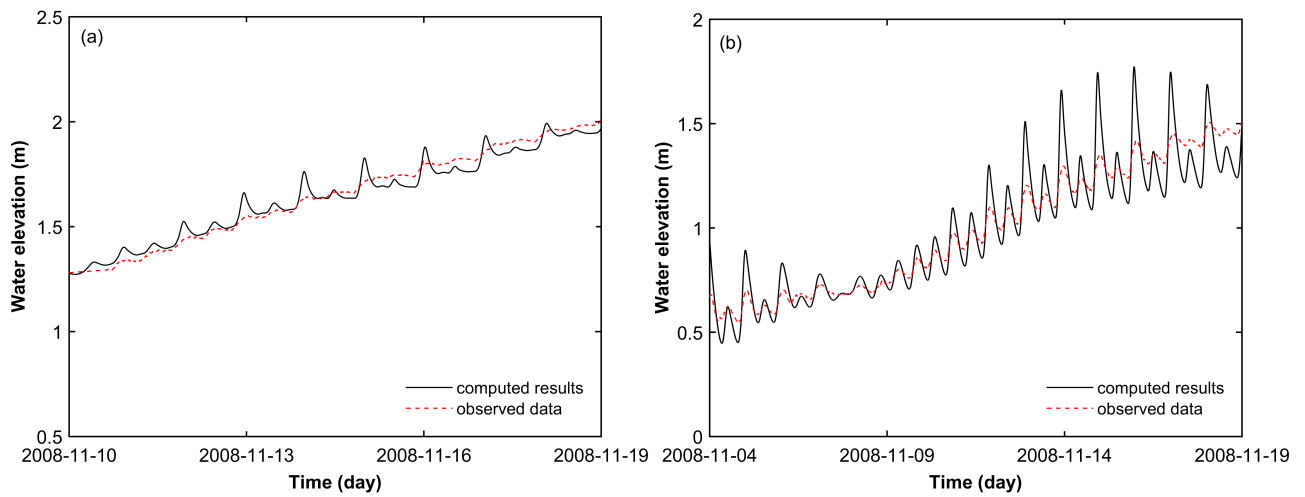 (a)
Water elevation (m)
2.5
2
1.5
1
0.5
2008-11-10
2008-11-13
2008-11-16
2008-11-19
Time (day)
computed results
observed data
(b)
Water elevation (m)
2
1.5
1
0.5
0
2008-11-04
2008-11-09
2008-11-14
2008-11-19
Time (day)
computed results
observed data